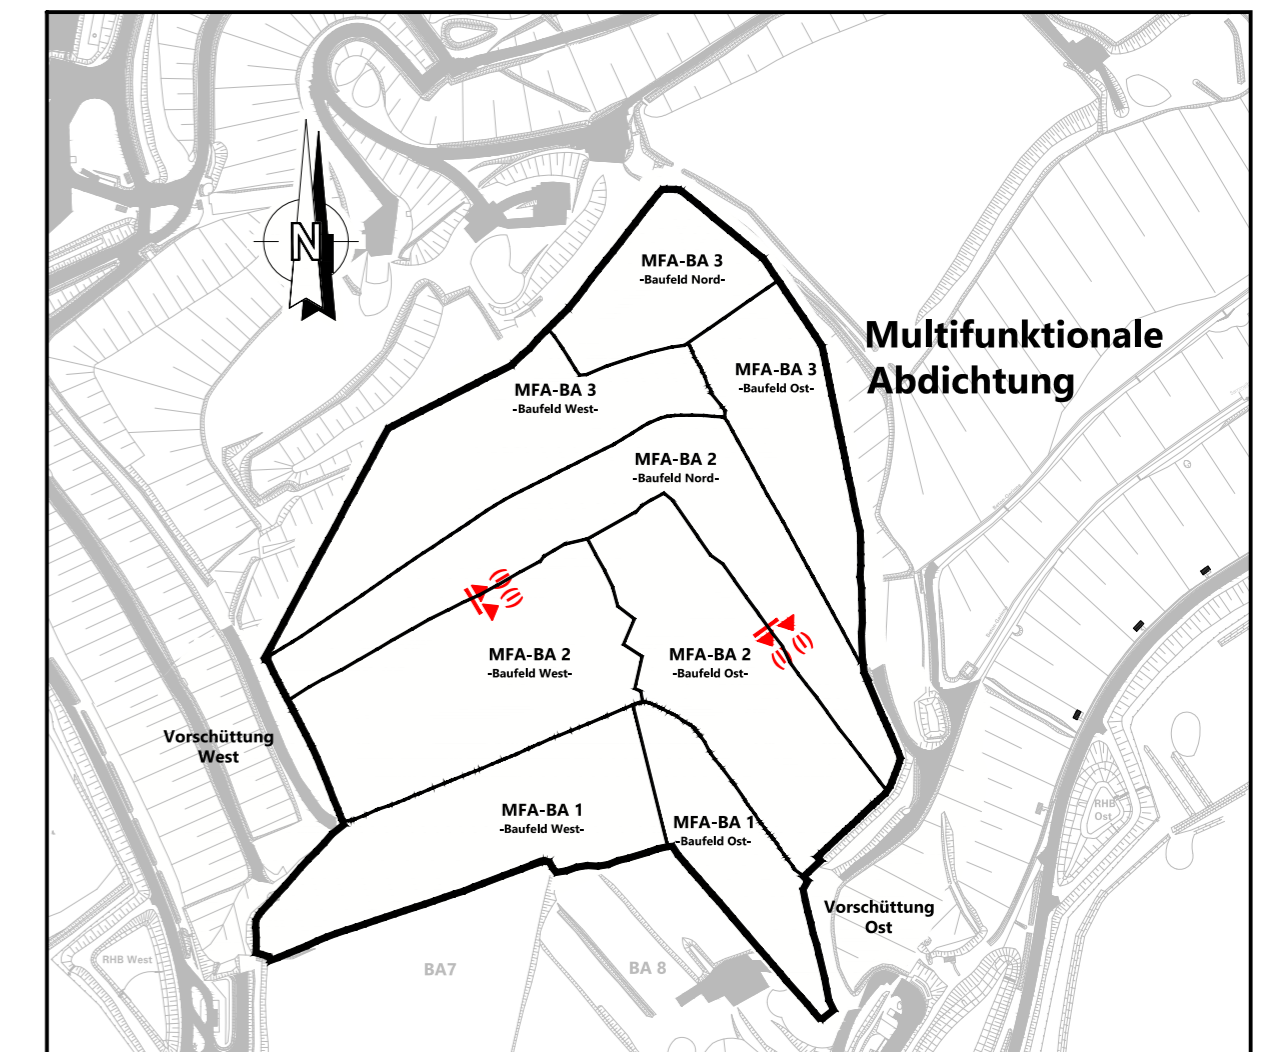 N
MFA-BA 3
-Baufeld Nord-
Multifunktionale
Abdichtung
MFA-BA 3
-Baufeld Ost-
MFA-BA 3
-Baufeld West-
MFA-BA 2
-Baufeld Nord-
MFA-BA 2
-Baufeld West-
MFA-BA 2
-Baufeld Ost-
Vorschüttung
West
MFA-BA 1
-Baufeld West-
MFA-BA 1
-Baufeld Ost-
RHB
Ost
Vorschüttung
Ost
RHB West
BA7
BA 8